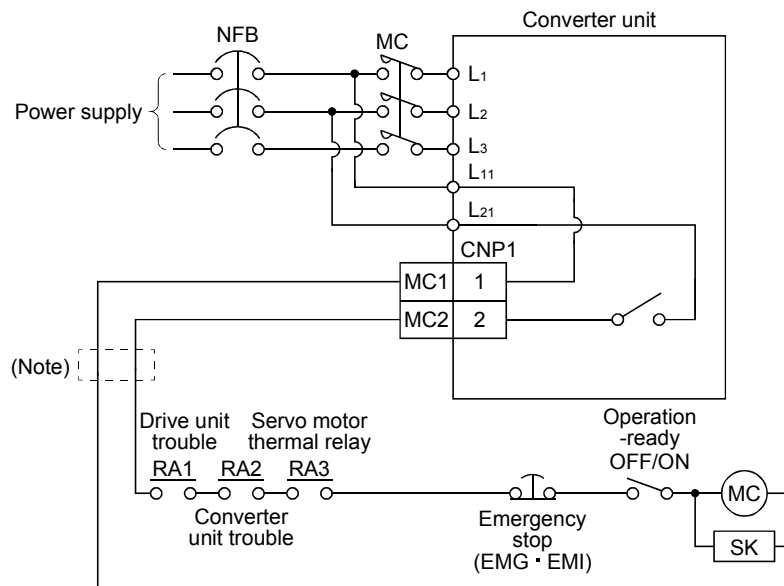 Converter unit
NFB
MC
Power supply
L1
L2
L3
L11
L21
CNP1
MC1 1
MC2 2
(Note)
Drive unit
trouble
Servo motor
thermal relay
Operation
-ready
OFF/ON
RA1
RA2
RA3
MC
Converter
unit trouble
Emergency
stop
(EMG・EMI)
SK